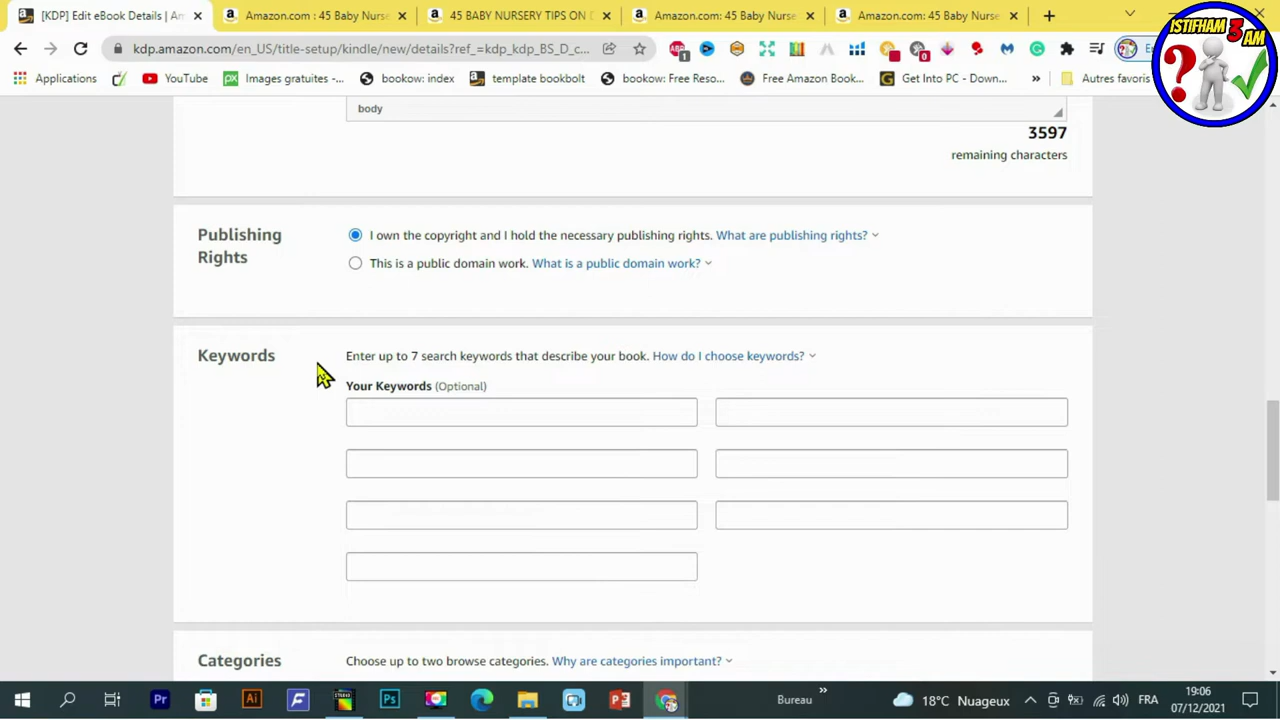 [KDP] Edit eBook Details | Am
Amazon.com : 45 Baby Nurse
45 BABY NURSERY TIPS ON D
Amazon.com: 45 Baby Nurse
Amazon.com: 45 Baby Nurse
kdp.amazon.com/en_US/title-setup/kindle/new/details?ref_=kdp_kdp_BS_D_c...
Applications
YouTube
Images gratuites -...
bookow: index
template bookbolt
bookow: Free Reso...
Free Amazon Book...
Get Into PC - Down...
Autres favoris
ISTIFHAM 3 AM
body
3597
remaining characters
Publishing Rights
I own the copyright and I hold the necessary publishing rights. What are publishing rights?
This is a public domain work. What is a public domain work?
Keywords
Enter up to 7 search keywords that describe your book. How do I choose keywords?
Your Keywords (Optional)
Categories
Choose up to two browse categories. Why are categories important?
Bureau
18°C Nuageux
FRA
19:06
07/12/2021